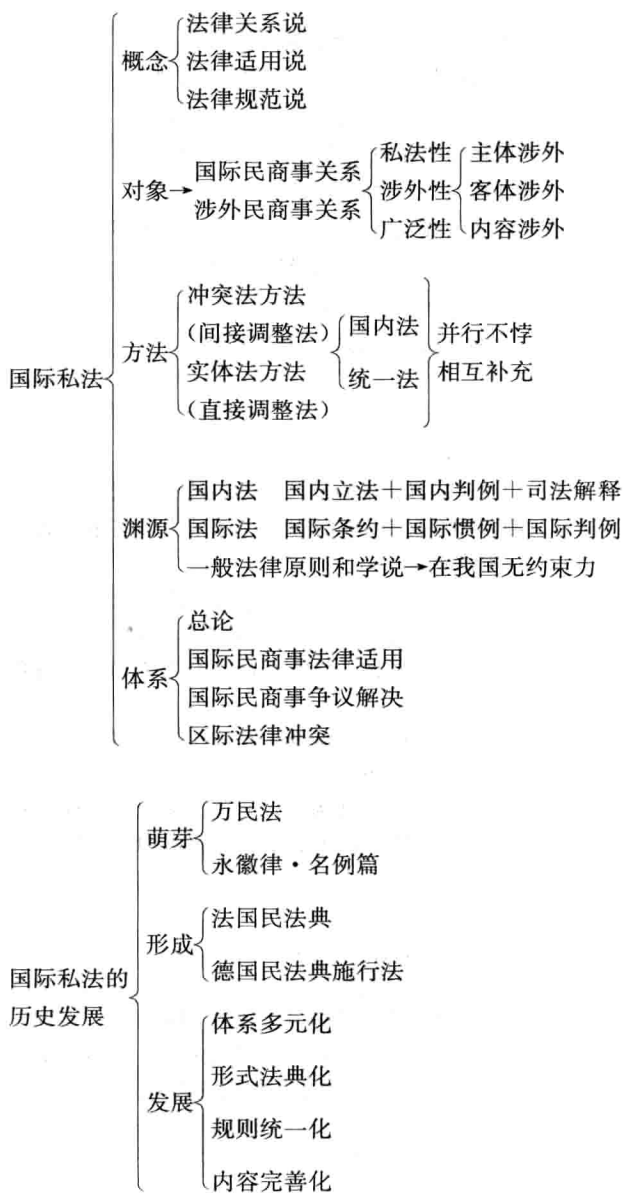 国际私法
概念
法律关系说
法律适用说
法律规范说
对象→
国际民商事关系
涉外民商事关系
私法性
涉外性
广泛性
主体涉外
客体涉外
内容涉外
方法
冲突法方法
(间接调整法)
实体法方法
(直接调整法)
国内法
统一法
并行不悖
相互补充
渊源
国内法 国内立法+国内判例+司法解释
国际法 国际条约+国际惯例+国际判例
一般法律原则和学说→在我国无约束力
体系
总论
国际民商事法律适用
国际民商事争议解决
区际法律冲突
国际私法的
历史发展
萌芽
万民法
永徽律·名例篇
形成
法国民法典
德国民法典施行法
发展
体系多元化
形式法典化
规则统一化
内容完善化